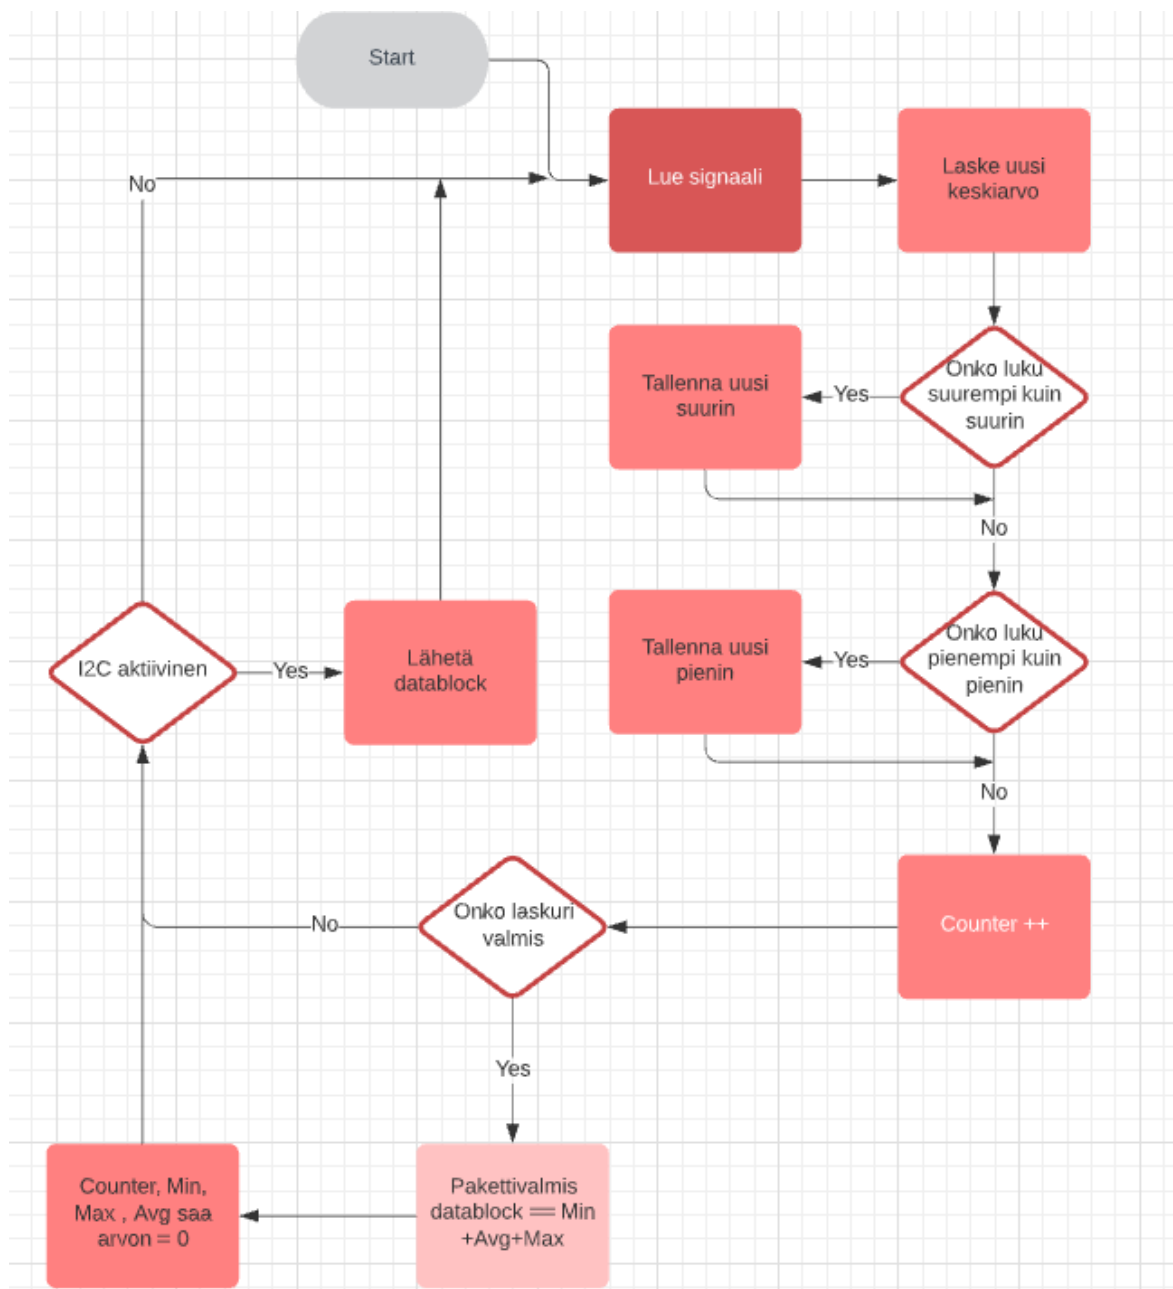 Start
Lue signaali
Laske uusi
keskiarvo
No
Onko luku
suurempi kuin
suurin
Yes
Tallenna uusi
suurin
No
Onko luku
pienempi kuin
pienin
Yes
Tallenna uusi
pienin
I2C aktiivinen
Yes
Lähetä
datablock
No
Counter ++
Onko laskuri
valmis
No
Yes
Pakettivalmis
datablock == Min
+Avg+Max
Counter, Min,
Max , Avg saa
arvon = 0